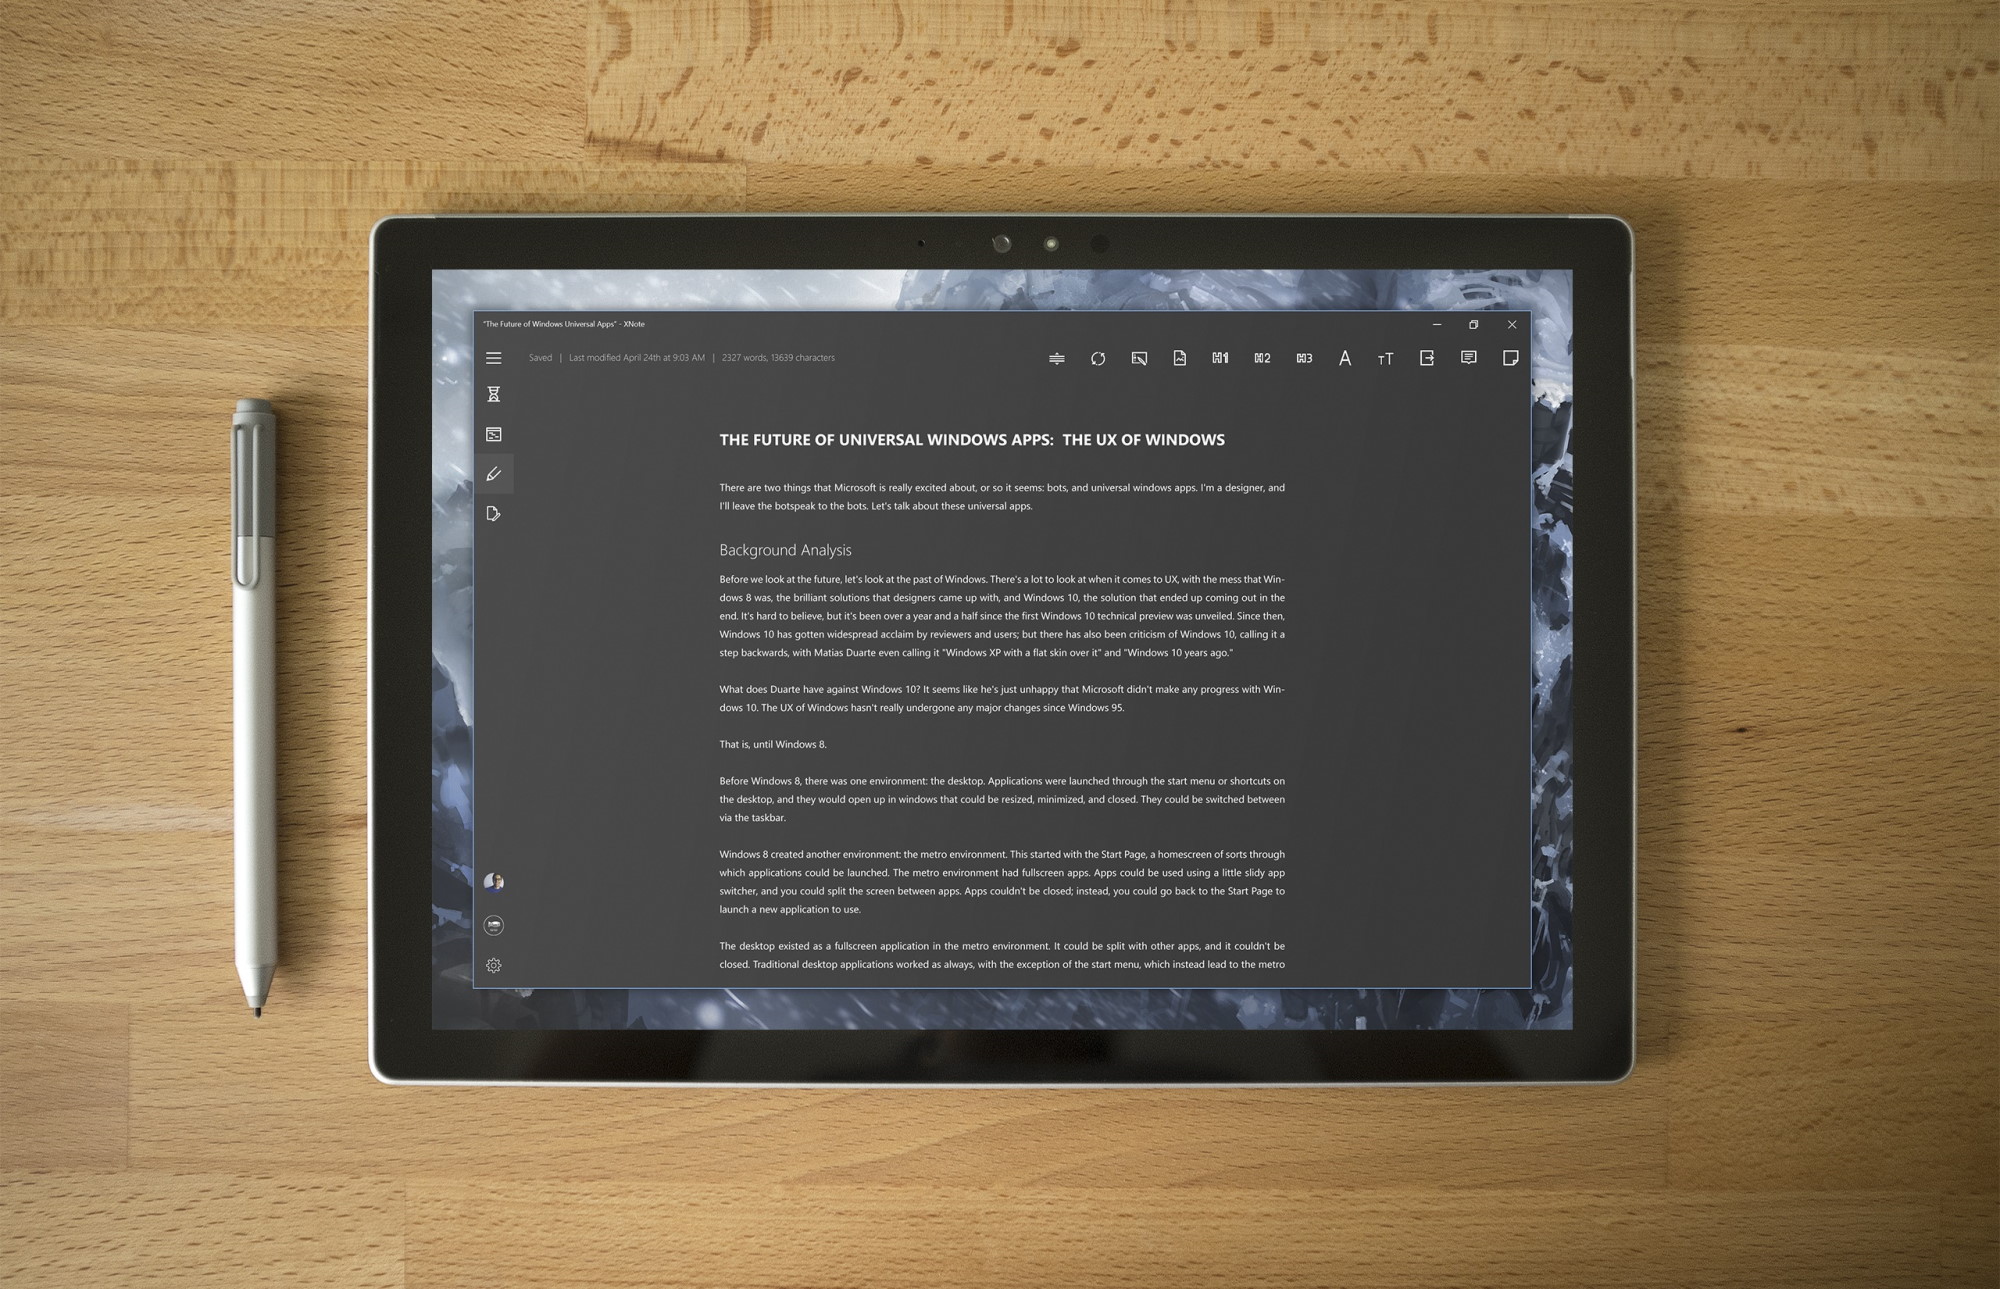 "The Future of Windows Universal Apps" - XNote
Saved | Last modified April 24th at 9:03 AM | 2327 words, 13639 characters
H1 H2 H3 A TT
THE FUTURE OF UNIVERSAL WINDOWS APPS: THE UX OF WINDOWS
There are two things that Microsoft is really excited about, or so it seems: bots, and universal windows apps. I'm a designer, and
I'll leave the botspeak to the bots. Let's talk about these universal apps.
Background Analysis
Before we look at the future, let's look at the past of Windows. There's a lot to look at when it comes to UX, with the mess that Win-
dows 8 was, the brilliant solutions that designers came up with, and Windows 10, the solution that ended up coming out in the
end. It's hard to believe, but it's been over a year and a half since the first Windows 10 technical preview was unveiled. Since then,
Windows 10 has gotten widespread acclaim by reviewers and users; but there has also been criticism of Windows 10, calling it a
step backwards, with Matias Duarte even calling it "Windows XP with a flat skin over it" and "Windows 10 years ago."
What does Duarte have against Windows 10? It seems like he's just unhappy that Microsoft didn't make any progress with Win-
dows 10. The UX of Windows hasn't really undergone any major changes since Windows 95.
That is, until Windows 8.
Before Windows 8, there was one environment: the desktop. Applications were launched through the start menu or shortcuts on
the desktop, and they would open up in windows that could be resized, minimized, and closed. They could be switched between
via the taskbar.
Windows 8 created another environment: the metro environment. This started with the Start Page, a homescreen of sorts through
which applications could be launched. The metro environment had fullscreen apps. Apps could be used using a little slidy app
switcher, and you could split the screen between apps. Apps couldn't be closed; instead, you could go back to the Start Page to
launch a new application to use.
The desktop existed as a fullscreen application in the metro environment. It could be split with other apps, and it couldn't be
closed. Traditional desktop applications worked as always, with the exception of the start menu, which instead lead to the metro